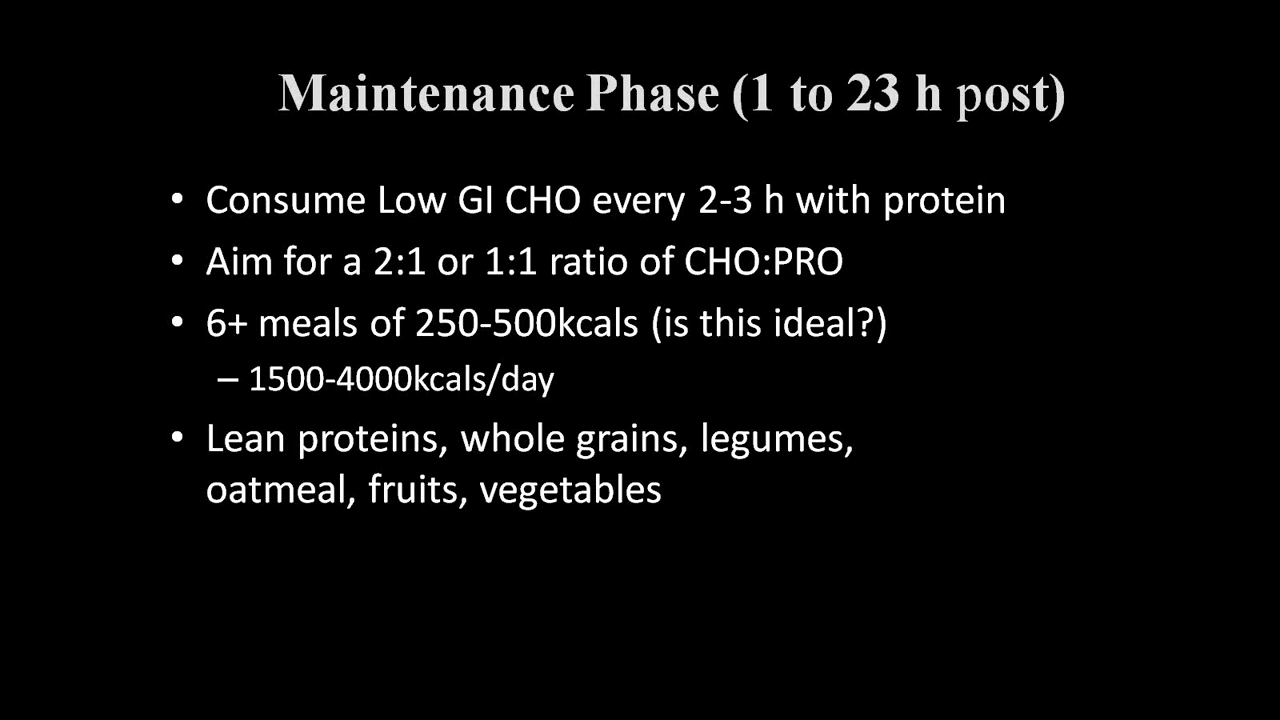 Maintenance Phase (1 to 23 h post)
• Consume Low GI CHO every 2-3 h with protein
• Aim for a 2:1 or 1:1 ratio of CHO:PRO
• 6+ meals of 250-500kcals (is this ideal?)
– 1500-4000kcals/day
• Lean proteins, whole grains, legumes,
oatmeal, fruits, vegetables